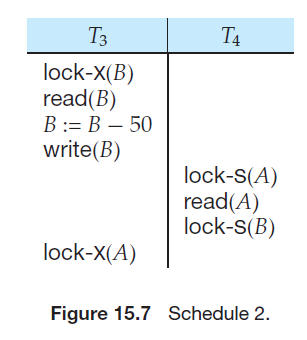 T3 T4
lock-X(B)
read(B)
B := B – 50
write(B)
lock-S(A)
read(A)
lock-S(B)
lock-X(A)
Figure 15.7 Schedule 2.